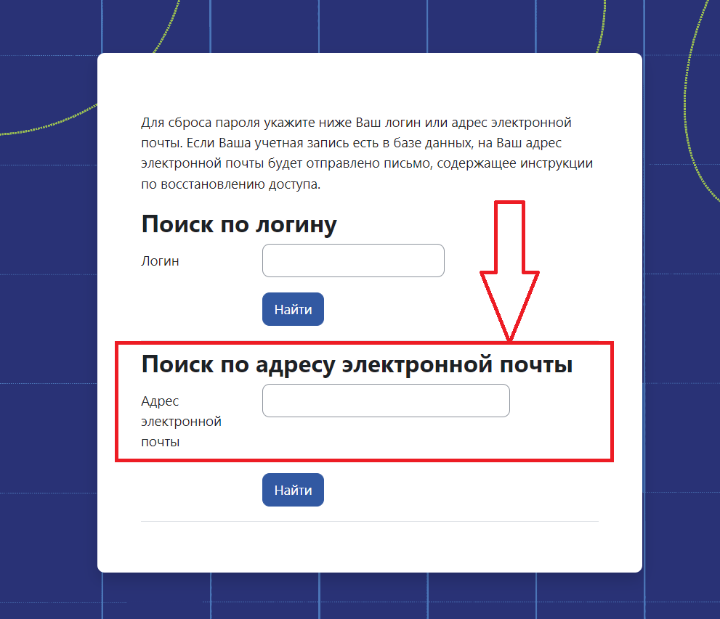 Для сброса пароля укажите ниже Ваш логин или адрес электронной
почты. Если Ваша учетная запись есть в базе данных, на Ваш адрес
электронной почты будет отправлено письмо, содержащее инструкции
по восстановлению доступа.
Поиск по логину
Логин
Найти
Поиск по адресу электронной почты
Адрес
электронной
почты
Найти